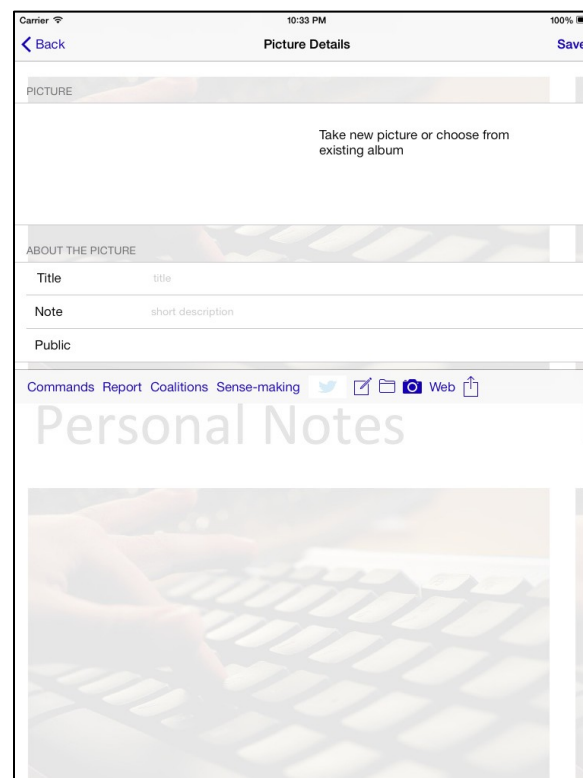 Carrier 10:33 PM 100%
Back Picture Details Save
PICTURE
Take new picture or choose from
existing album
ABOUT THE PICTURE
Title title
Note short description
Public
Commands Report Coalitions Sense-making Web
Personal Notes